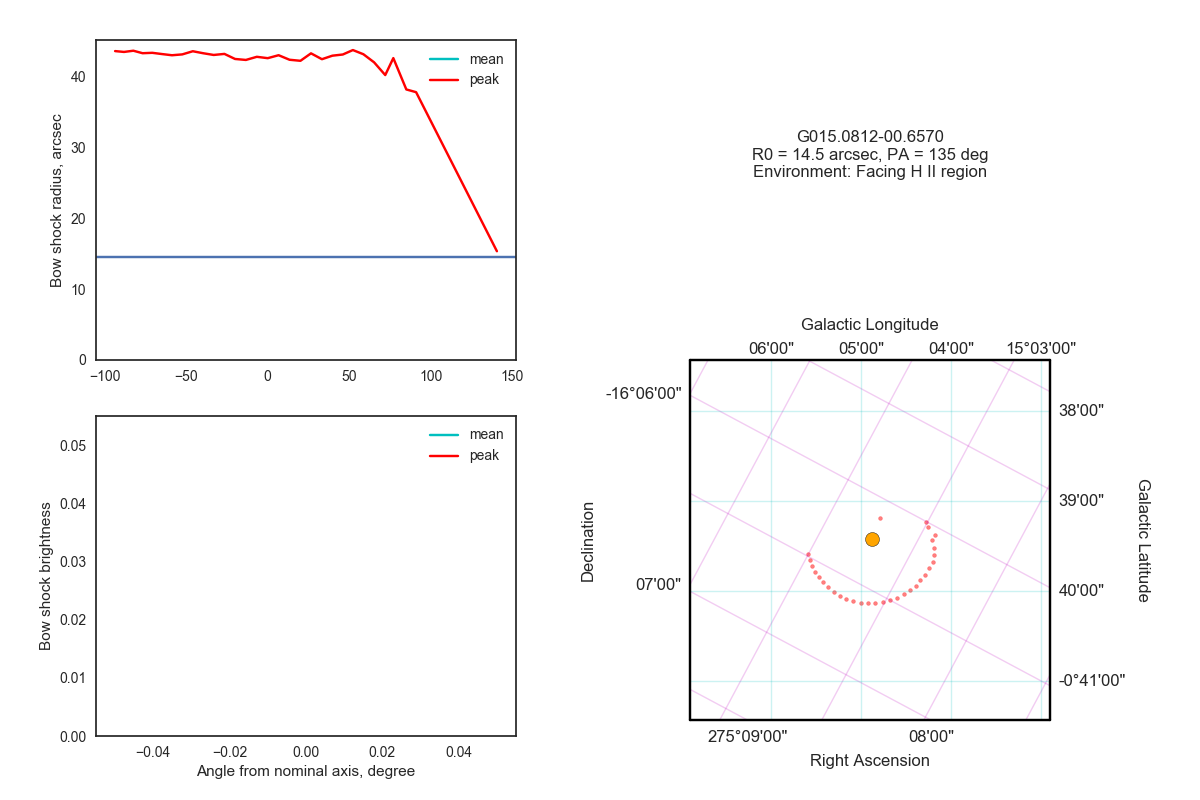 mean
peak
Bow shock radius, arcsec
40
30
20
10
0
−100
−50
0
50
100
150
G015.0812-00.6570
R0 = 14.5 arcsec, PA = 135 deg
Environment: Facing H II region
mean
peak
Bow shock brightness
0.05
0.04
0.03
0.02
0.01
0.00
−0.04
−0.02
0.00
0.02
0.04
Angle from nominal axis, degree
Galactic Longitude
06'00"
05'00"
04'00"
15°03'00"
-16°06'00"
07'00"
Declination
38'00"
39'00"
40'00"
-0°41'00"
Galactic Latitude
275°09'00"
08'00"
Right Ascension